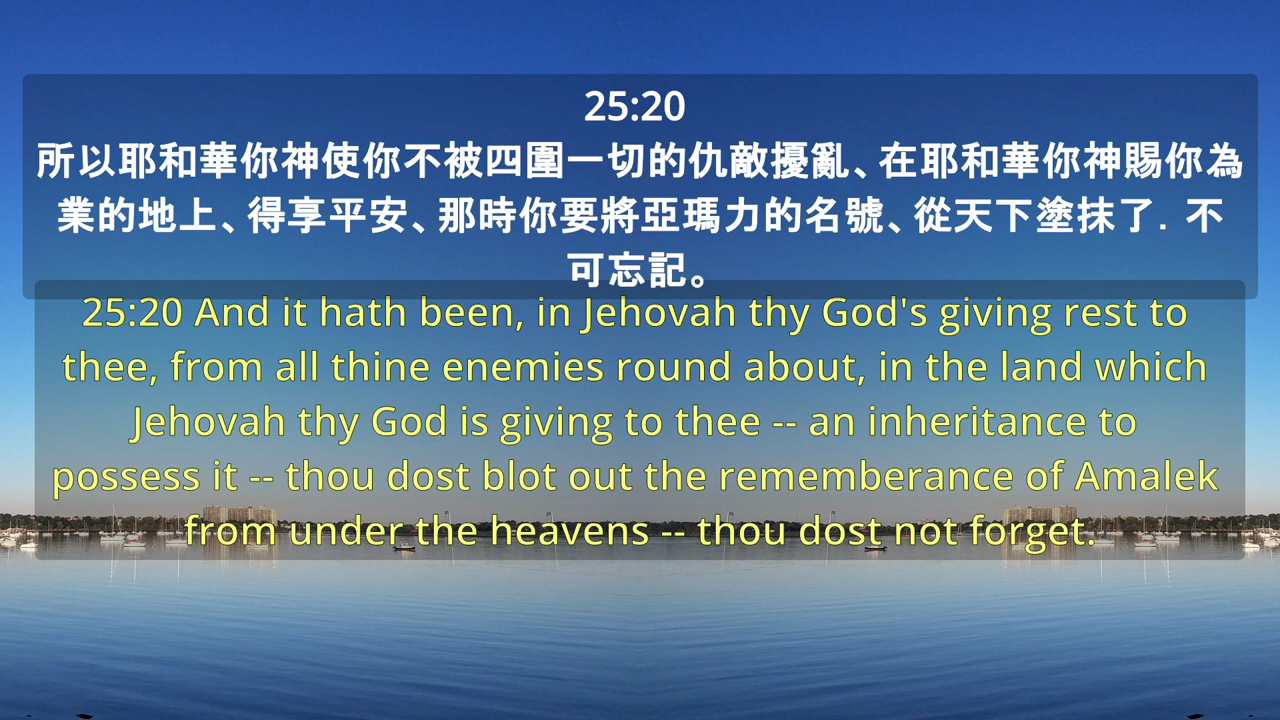 25:20
所以耶和華你神使你不被四圍一切的仇敵擾亂、在耶和華你神賜你為
業的地上、得享平安、那時你要將亞瑪力的名號、從天下塗抹了．不
可忘記。
25:20 And it hath been, in Jehovah thy God's giving rest to
thee, from all thine enemies round about, in the land which
Jehovah thy God is giving to thee -- an inheritance to
possess it -- thou dost blot out the rememberance of Amalek
from under the heavens -- thou dost not forget.